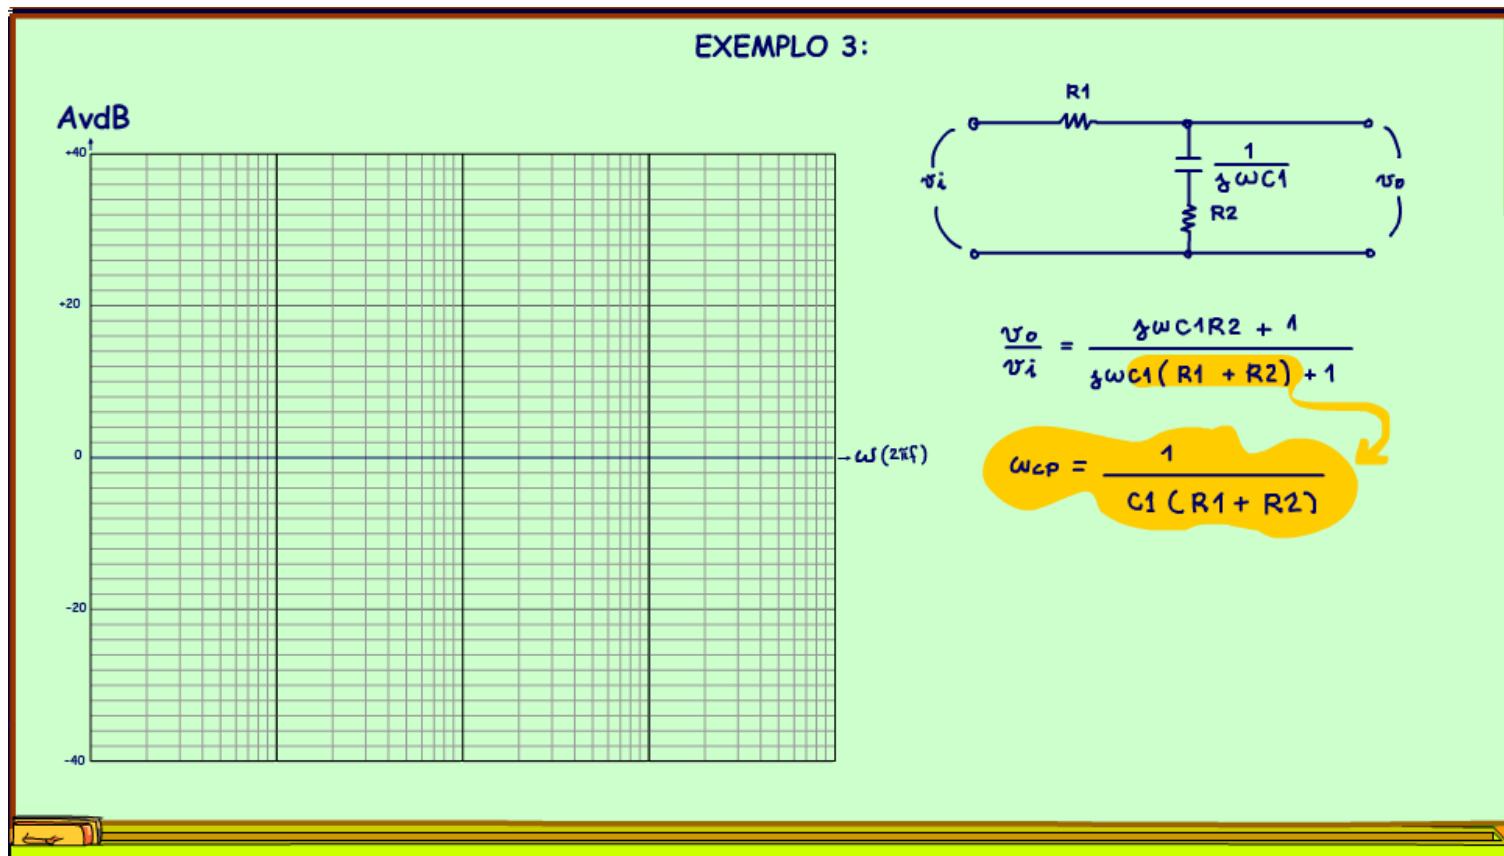 EXEMPLO 3:
AvdB
+40
+20
0
-20
-40
→ω(2πf)
R1
vi
1
jωC1
R2
vo
vo
vi
=
jωC1R2 + 1
jωC1(R1 + R2) + 1
ωcp =
1
C1(R1 + R2)